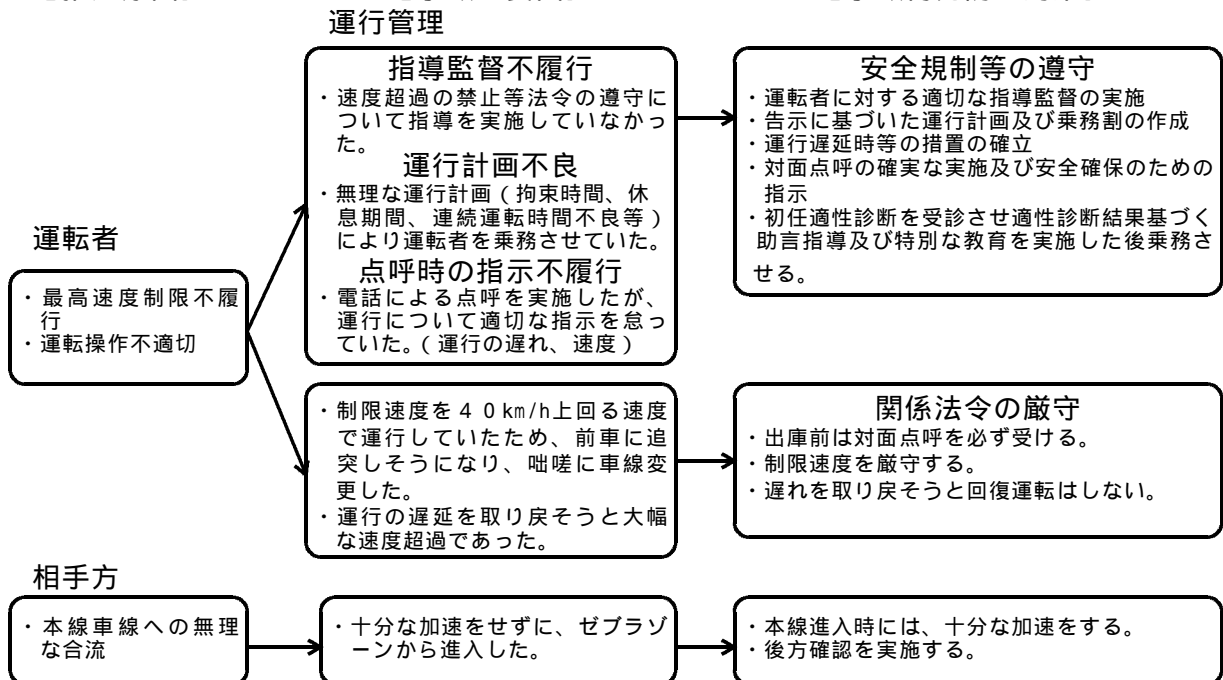 運行管理
指導監督不履行
・速度超過の禁止等法令の遵守に
ついて指導を実施していなかっ
た。
運行計画不良
・無理な運行計画(拘束時間、休
息期間、連続運転時間不良等)
により運転者を乗務させていた。
点呼時の指示不履行
・電話による点呼を実施したが、
運行について適切な指示を怠っ
ていた。(運行の遅れ、速度)
安全規制等の遵守
・運転者に対する適切な指導監督の実施
・告示に基づいた運行計画及び乗務割の作成
・運行遅延時等の措置の確立
・対面点呼の確実な実施及び安全確保のための
指示
・初任適性診断を受診させ適性診断結果基づく
助言指導及び特別な教育を実施した後乗務さ
せる。
運転者
・最高速度制限不履
行
・運転操作不適切
・制限速度を40km/h上回る速度
で運行していたため、前車に追
突しそうになり、咄嗟に車線変
更した。
・運行の遅延を取り戻そうと大幅
な速度超過であった。
関係法令の厳守
・出庫前は対面点呼を必ず受ける。
・制限速度を厳守する。
・遅れを取り戻そうと回復運転はしない。
相手方
・本線車線への無理
な合流
・十分な加速をせずに、ゼブラゾ
ーンから進入した。
・本線進入時には、十分な加速をする。
・後方確認を実施する。